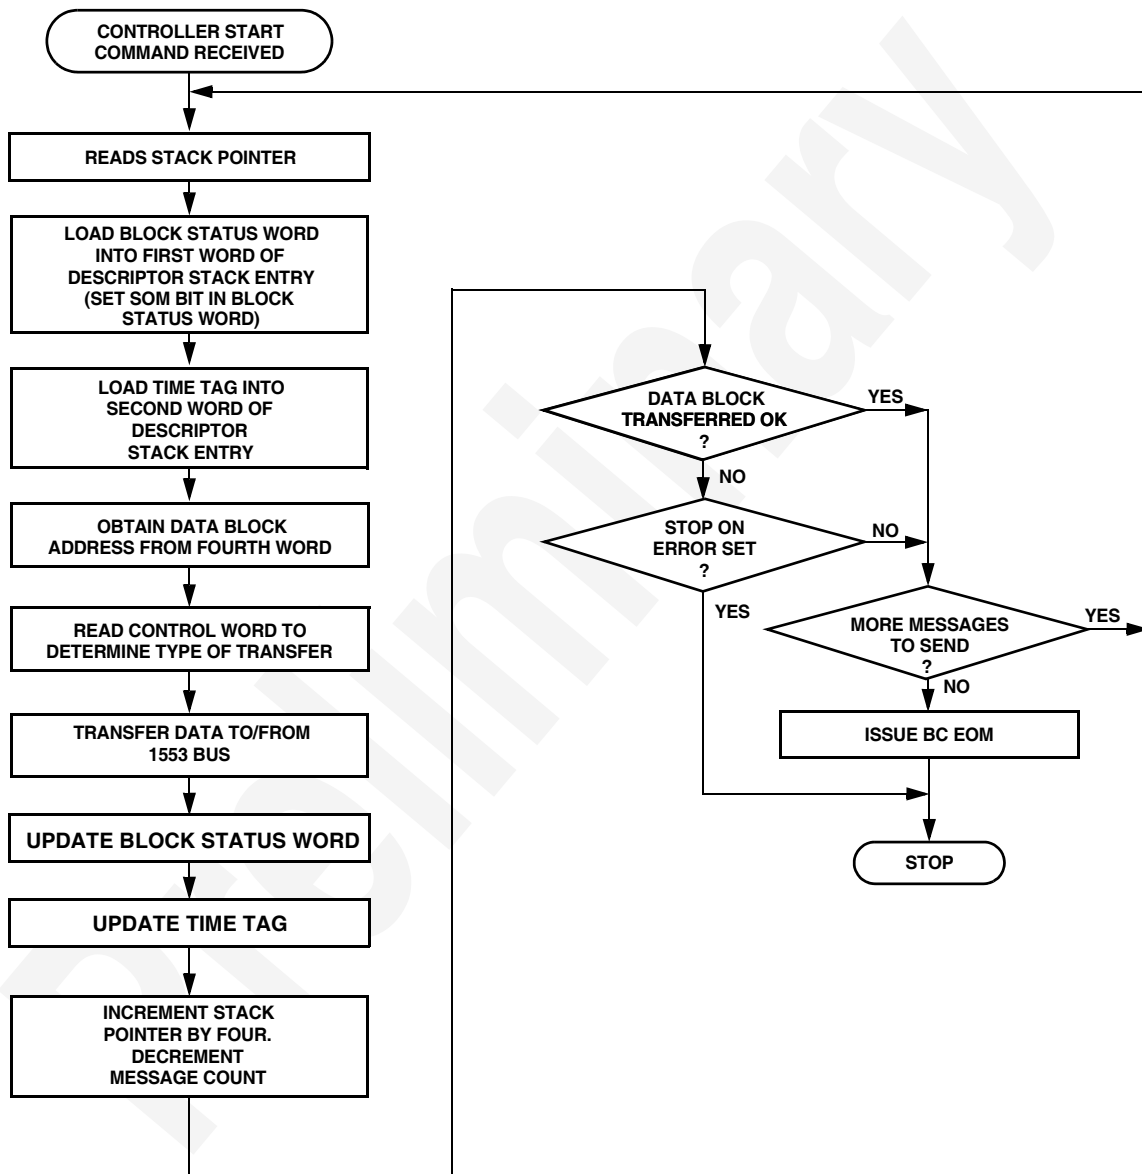 CONTROLLER START
COMMAND RECEIVED
READS STACK POINTER
LOAD BLOCK STATUS WORD
INTO FIRST WORD OF
DESCRIPTOR STACK ENTRY
(SET SOM BIT IN BLOCK
STATUS WORD)
LOAD TIME TAG INTO
SECOND WORD OF
DESCRIPTOR
STACK ENTRY
OBTAIN DATA BLOCK
ADDRESS FROM FOURTH WORD
READ CONTROL WORD TO
DETERMINE TYPE OF TRANSFER
TRANSFER DATA TO/FROM
1553 BUS
UPDATE BLOCK STATUS WORD
UPDATE TIME TAG
INCREMENT STACK
POINTER BY FOUR.
DECREMENT
MESSAGE COUNT
DATA BLOCK
TRANSFERRED OK
?
YES
NO
STOP ON
ERROR SET
?
NO
YES
MORE MESSAGES
TO SEND
?
YES
NO
ISSUE BC EOM
STOP
Preliminary